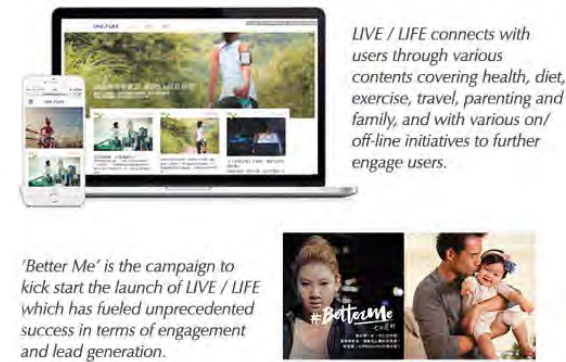 LIVE / LIFE connects with
users through various
contents covering health, diet,
exercise, travel, parenting and
family, and with various on/
off-line initiatives to further
engage users.
'Better Me' is the campaign to
kick start the launch of LIVE / LIFE
which has fueled unprecedented
success in terms of engagement
and lead generation.
#BetterMe